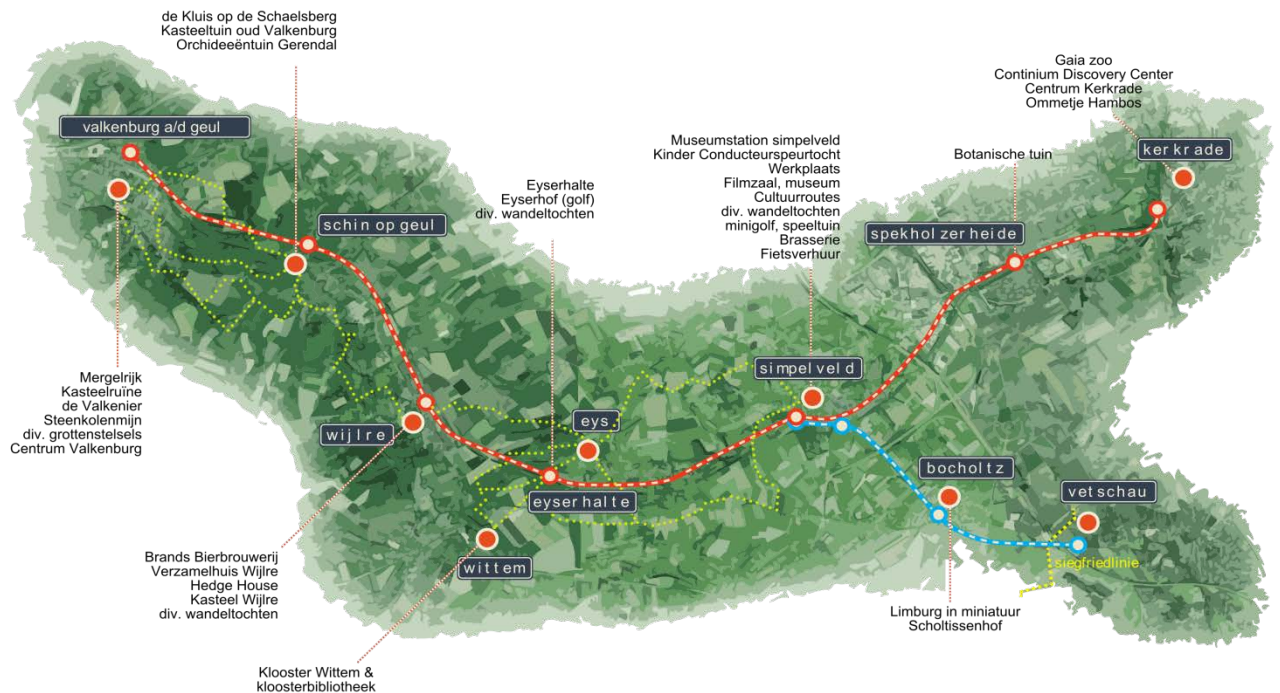 de Kluis op de Schaelsberg
Kasteeltuin oud Valkenburg
Orchideeëntuin Gerendal
Gaia zoo
Continium Discovery Center
Centrum Kerkrade
Ommetje Hambos
valkenburg a/d geul
kerkrade
Museumstation simpelveld
Kinder Conducteurspeurtocht
Werkplaats
Filmzaal, museum
Cultuurroutes
div. wandeltochten
minigolf, speeltuin
Brasserie
Fietsverhuur
Botanische tuin
Eyserhalte
Eyserhof (golf)
div. wandeltochten
schin op geul
spekholzerheide
simpelveld
Mergelrijk
Kasteelruïne
de Valkenier
Steenkolenmijn
div. grottenstelsels
Centrum Valkenburg
wijlre
eys
eyserhalte
bocholtz
vetschau
siegfriedlinie
wittem
Brands Bierbrouwerij
Verzamelhuis Wijlre
Hedge House
Kasteel Wijlre
div. wandeltochten
Limburg in miniatuur
Scholtissenhof
Klooster Wittem &
kloosterbibliotheek